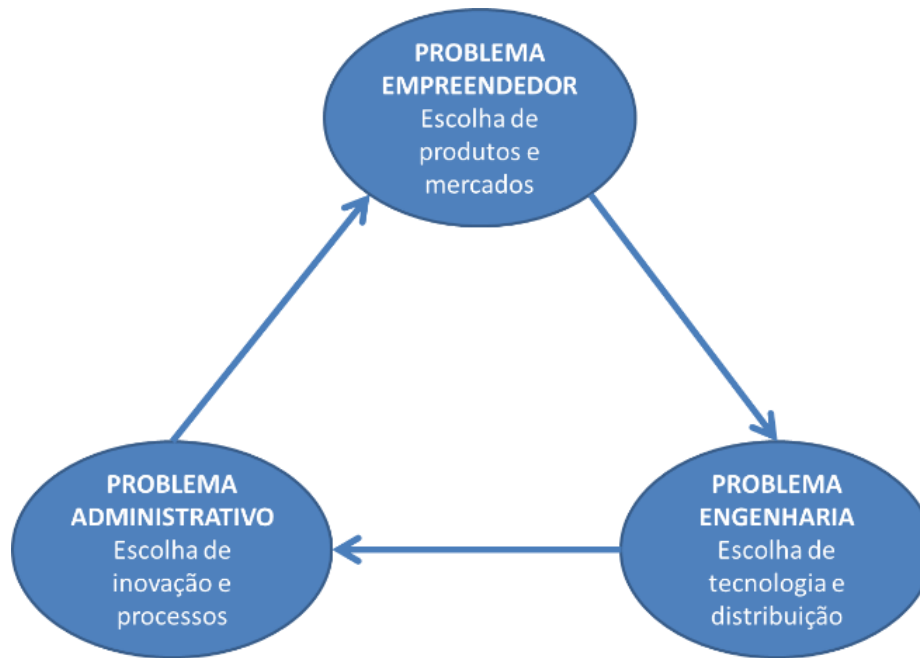 PROBLEMA
EMPREENDEDOR
Escolha de
produtos e
mercados
PROBLEMA
ADMINISTRATIVO
Escolha de
inovação e
processos
PROBLEMA
ENGENHARIA
Escolha de
tecnologia e
distribuição